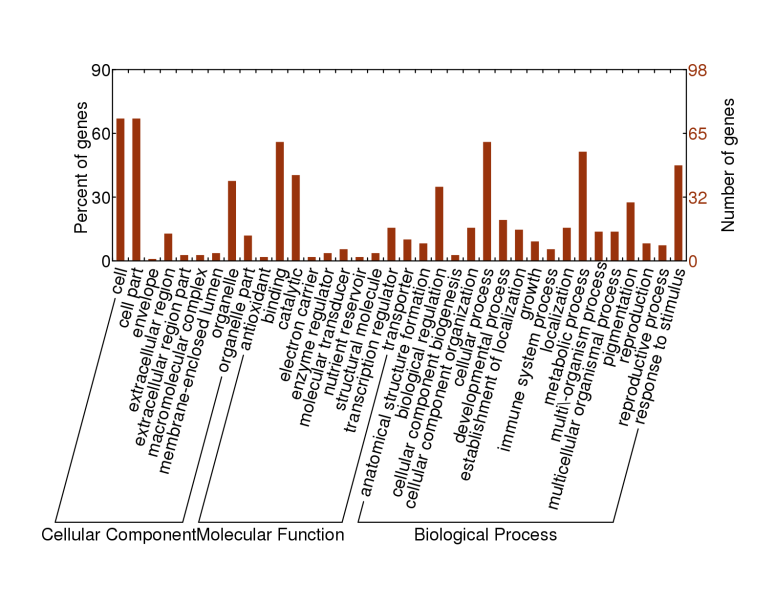 90
60
30
0
Percent of genes
98
65
32
0
Number of genes
cell
cell part
envelope
extracellular region
extracellular region part
macromolecular complex
membrane-enclosed lumen
organelle
organelle part
antioxidant
binding
catalytic
electron carrier
enzyme regulator
molecular transducer
nutrient reservoir
structural molecule
transcription regulator
transporter
anatomical structure formation
biological regulation
cellular component biogenesis
cellular component organization
cellular process
developmental process
establishment of localization
growth
immune system process
localization
metabolic process
multi\-organism process
multicellular organismal process
pigmentation
reproduction
reproductive process
response to stimulus
Cellular Component
Molecular Function
Biological Process